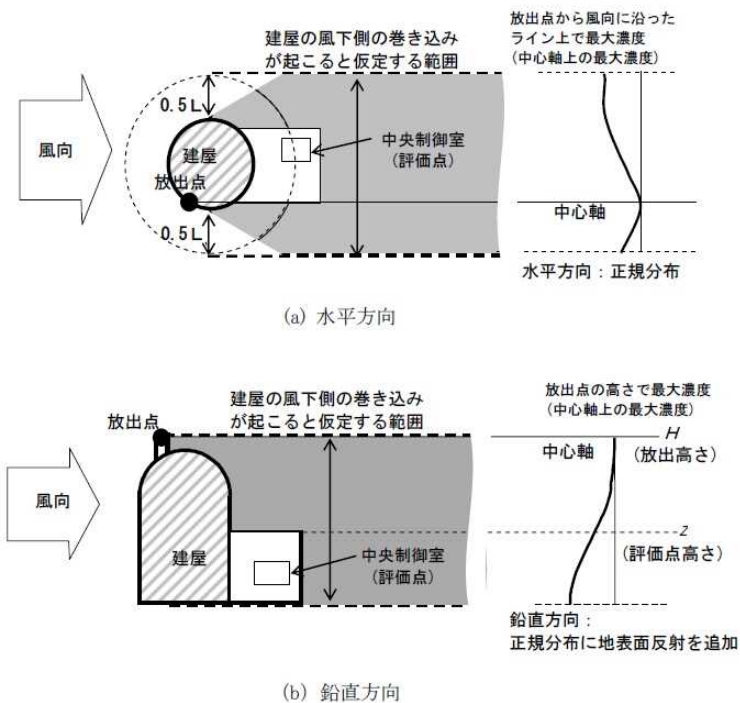 建屋の風下側の巻き込み
が起こると仮定する範囲
放出点から風向に沿った
ライン上で最大濃度
(中心軸上の最大濃度)
0.5L
風向
建屋
中央制御室
(評価点)
放出点
中心軸
0.5L
水平方向：正規分布
(a) 水平方向
建屋の風下側の巻き込み
が起こると仮定する範囲
放出点の高さで最大濃度
(中心軸上の最大濃度)
放出点
H
中心軸
(放出高さ)
風向
Z
建屋
中央制御室
(評価点)
(評価点高さ)
鉛直方向：
正規分布に地表面反射を追加
(b) 鉛直方向